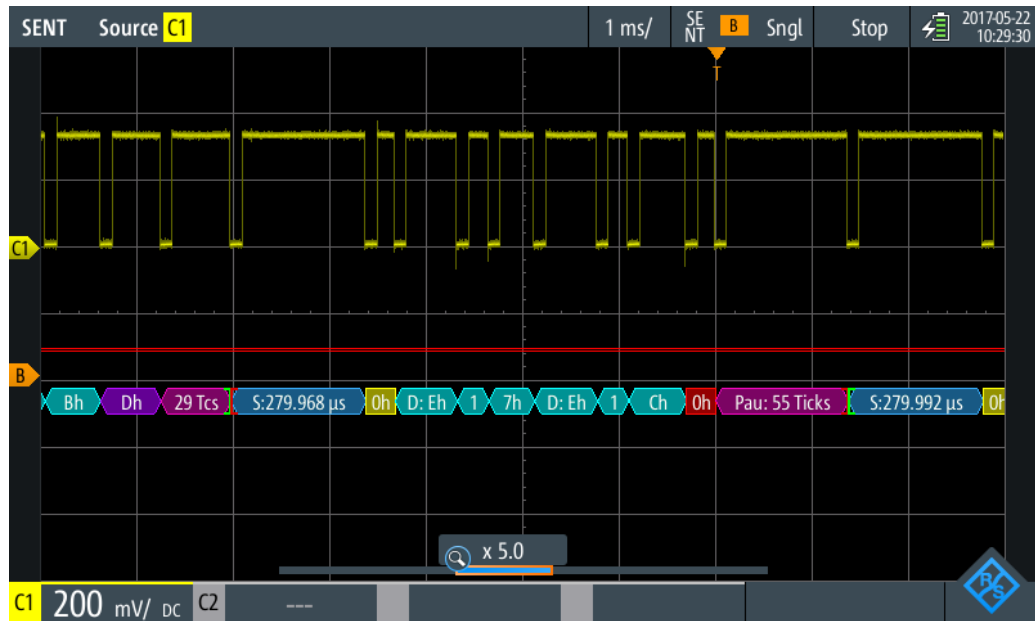 SENT Source C1 1 ms/ SE NT B Sngl Stop 2017-05-22 10:29:30
T
C1
B
Bh Dh 29 Tcs S:279.968 µs 0h D: Eh 1 7h D: Eh 1 Ch 0h Pau: 55 Ticks S:279.992 µs 0h
x 5.0
C1 200 mV/ DC C2 ---
R&S